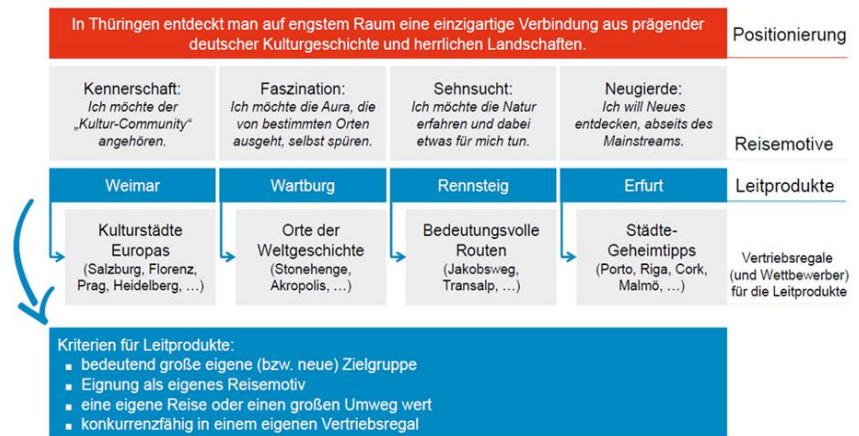 In Thüringen entdeckt man auf engstem Raum eine einzigartige Verbindung aus prägender
deutscher Kulturgeschichte und herrlichen Landschaften.
Positionierung
Kennerschaft:
Ich möchte der
„Kultur-Community“
angehören.
Faszination:
Ich möchte die Aura, die
von bestimmten Orten
ausgeht, selbst spüren.
Sehnsucht:
Ich möchte die Natur
erfahren und dabei
etwas für mich tun.
Neugierde:
Ich will Neues
entdecken, abseits des
Mainstreams.
Reisemotive
Weimar
Wartburg
Rennsteig
Erfurt
Leitprodukte
Kulturstädte
Europas
(Salzburg, Florenz,
Prag, Heidelberg, …)
Orte der
Weltgeschichte
(Stonehenge,
Akropolis, …)
Bedeutungsvolle
Routen
(Jakobsweg,
Transalp, …)
Städte-
Geheimtipps
(Porto, Riga, Cork,
Malmö, …)
Vertriebsregale
(und Wettbewerber)
für die Leitprodukte
Kriterien für Leitprodukte:
▪ bedeutend große eigene (bzw. neue) Zielgruppe
▪ Eignung als eigenes Reisemotiv
▪ eine eigene Reise oder einen großen Umweg wert
▪ konkurrenzfähig in einem eigenen Vertriebsregal